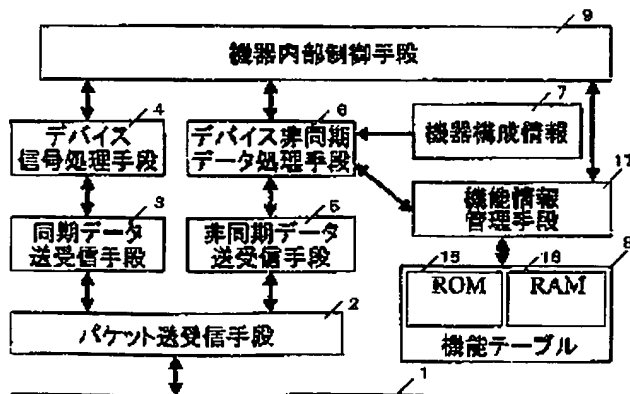 9
機器内部制御手段
4
デバイス
信号処理手段
6
デバイス非同期
データ処理手段
7
機器構成情報
17
機能情報
管理手段
3
同期データ
送受信手段
5
非同期データ
送受信手段
8
15
ROM
16
RAM
機能テーブル
2
パケット送受信手段
1